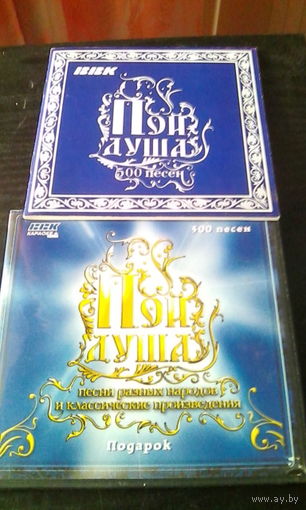 BBK
Пой
душа
500 песен
BBK
КАРАОКЕ
500 песен
Пой
душа
песни разных народов
и классические произведения
Подарок
www.ay.by